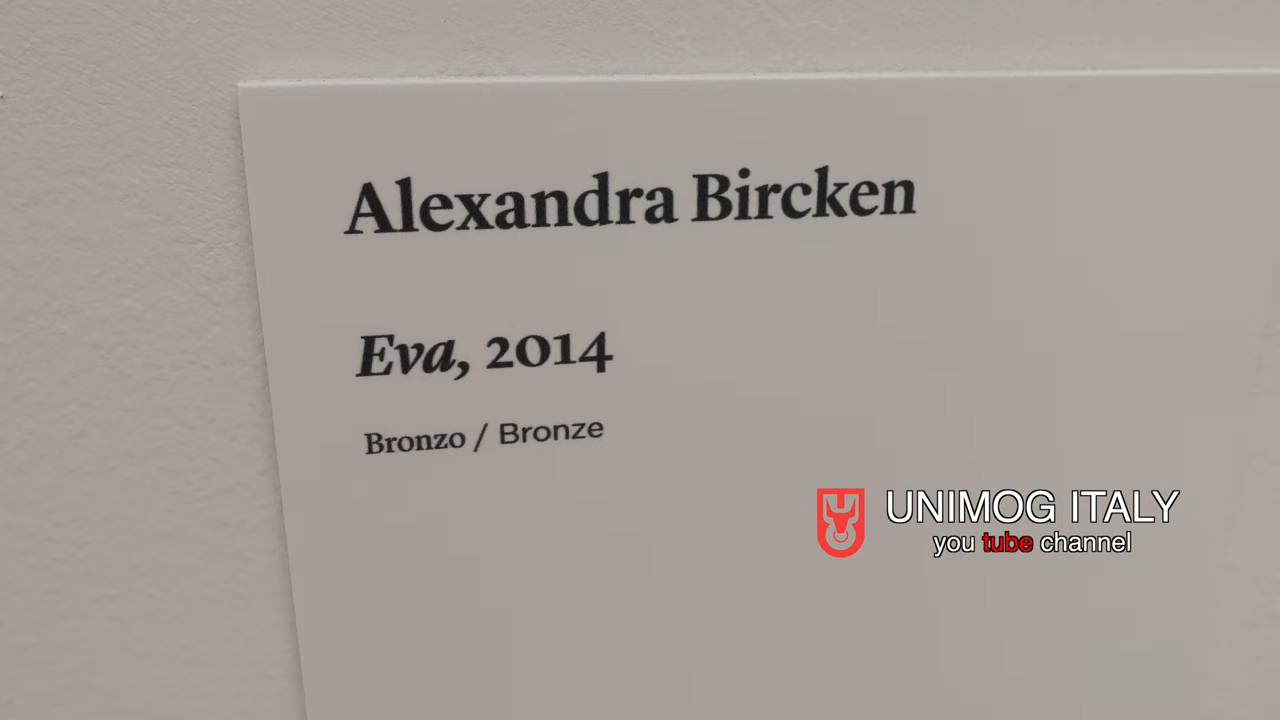 Alexandra Bircken
Eva, 2014
Bronzo / Bronze
UNIMOG ITALY
you tube channel